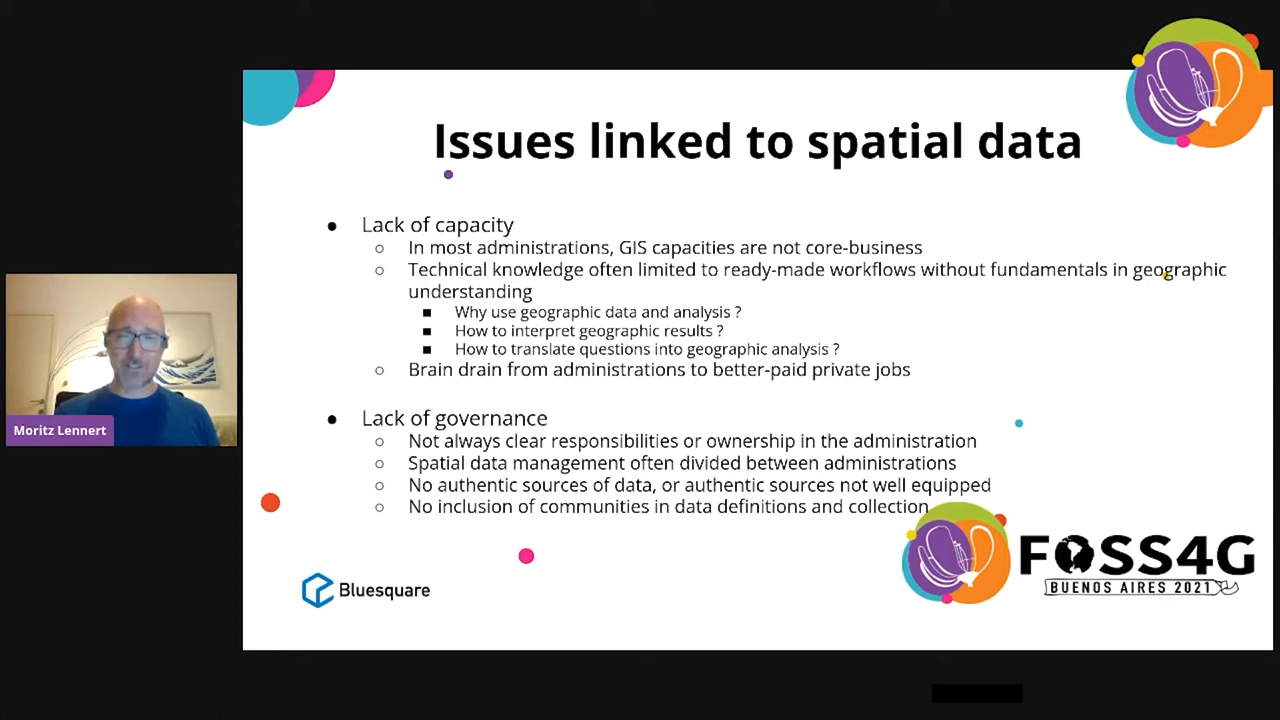 Issues linked to spatial data
● Lack of capacity
○ In most administrations, GIS capacities are not core-business
○ Technical knowledge often limited to ready-made workflows without fundamentals in geographic
understanding
■ Why use geographic data and analysis ?
■ How to interpret geographic results ?
■ How to translate questions into geographic analysis ?
○ Brain drain from administrations to better-paid private jobs
Moritz Lennert
● Lack of governance
○ Not always clear responsibilities or ownership in the administration
○ Spatial data management often divided between administrations
○ No authentic sources of data, or authentic sources not well equipped
○ No inclusion of communities in data definitions and collection
Bluesquare
FOSS4G
BUENOS AIRES 2021